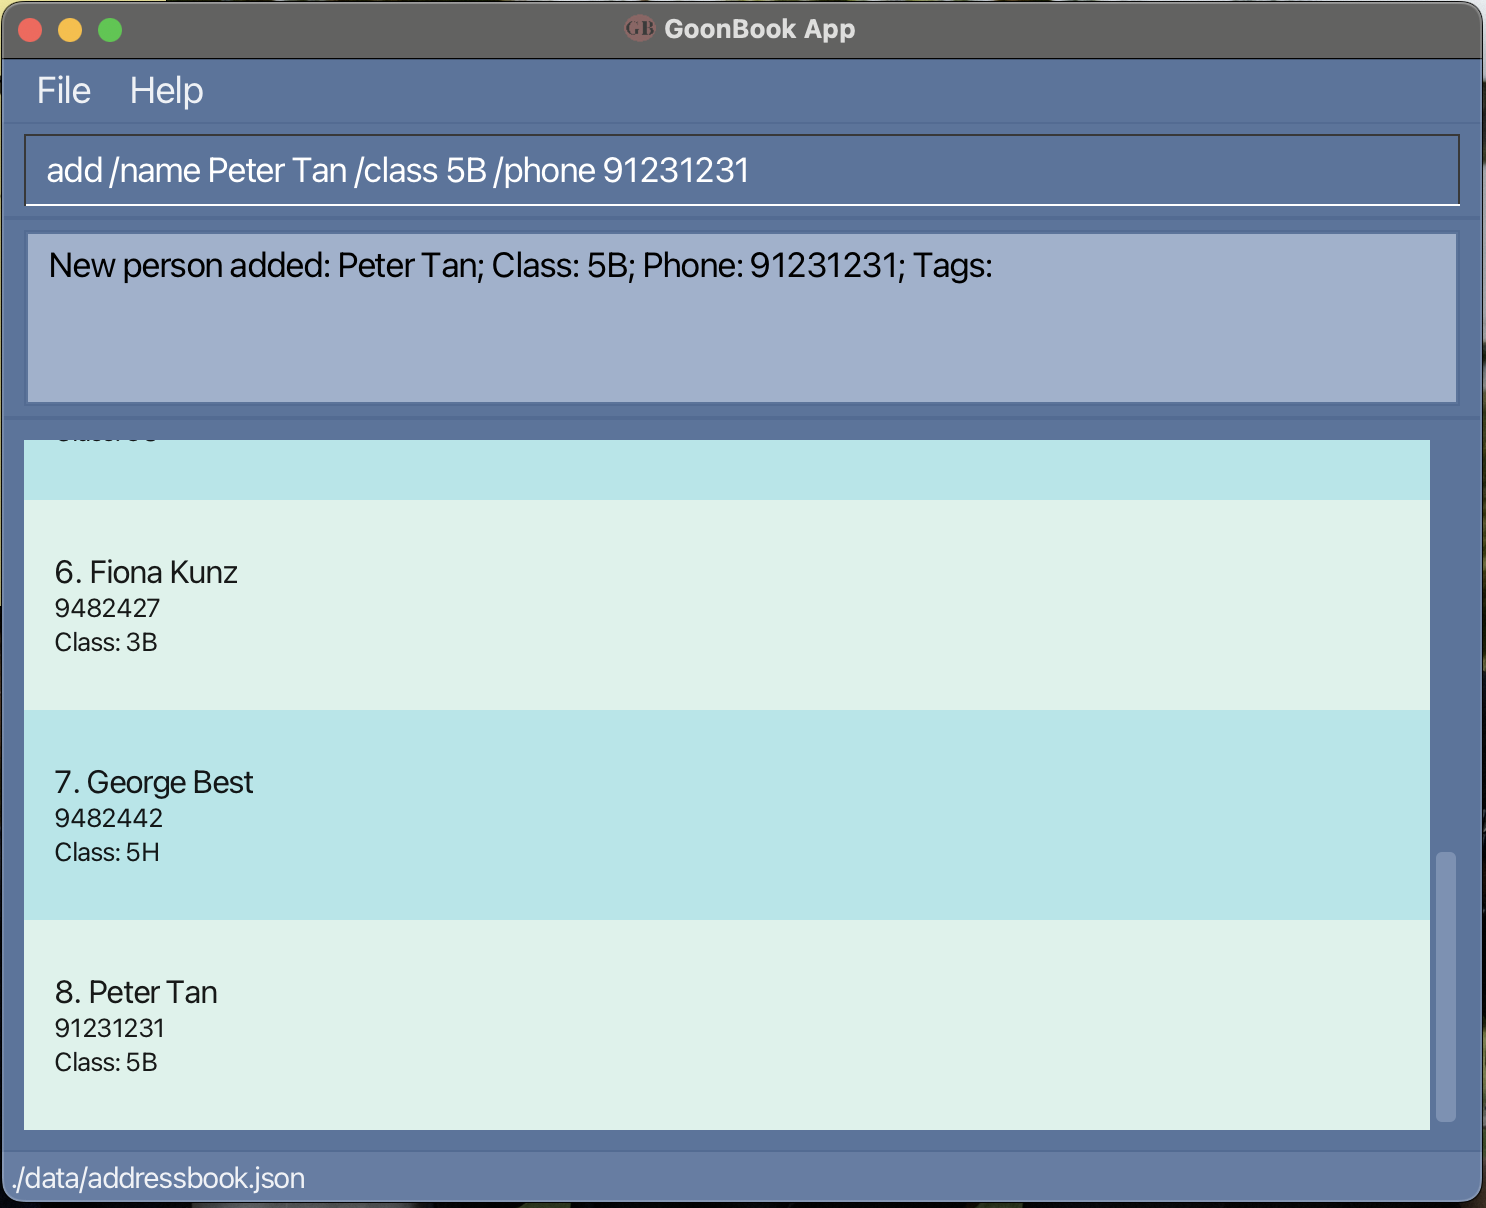 GB GoonBook App
File Help
add /name Peter Tan /class 5B /phone 91231231
New person added: Peter Tan; Class: 5B; Phone: 91231231; Tags:
6. Fiona Kunz
9482427
Class: 3B
7. George Best
9482442
Class: 5H
8. Peter Tan
91231231
Class: 5B
./data/addressbook.json